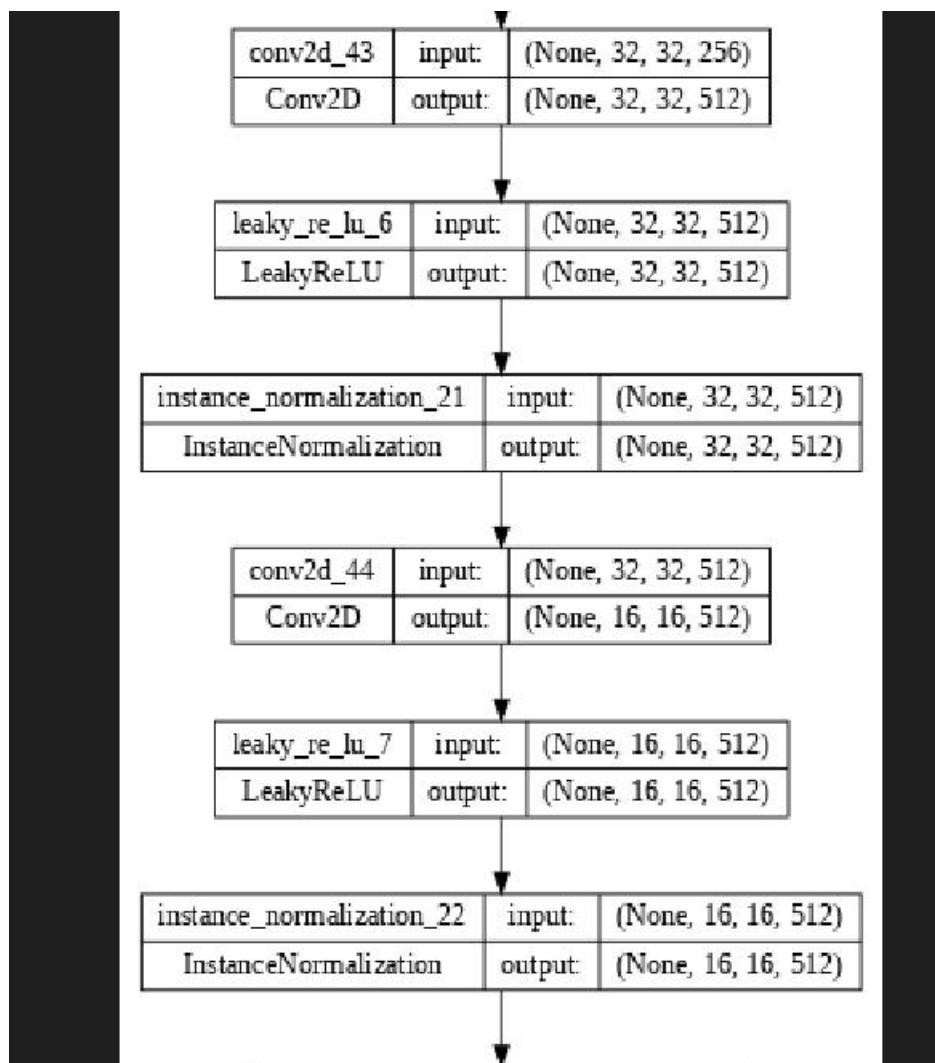 conv2d_43 input: (None, 32, 32, 256)
Conv2D output: (None, 32, 32, 512)
leaky_re_lu_6 input: (None, 32, 32, 512)
LeakyReLU output: (None, 32, 32, 512)
instance_normalization_21 input: (None, 32, 32, 512)
InstanceNormalization output: (None, 32, 32, 512)
conv2d_44 input: (None, 32, 32, 512)
Conv2D output: (None, 16, 16, 512)
leaky_re_lu_7 input: (None, 16, 16, 512)
LeakyReLU output: (None, 16, 16, 512)
instance_normalization_22 input: (None, 16, 16, 512)
InstanceNormalization output: (None, 16, 16, 512)